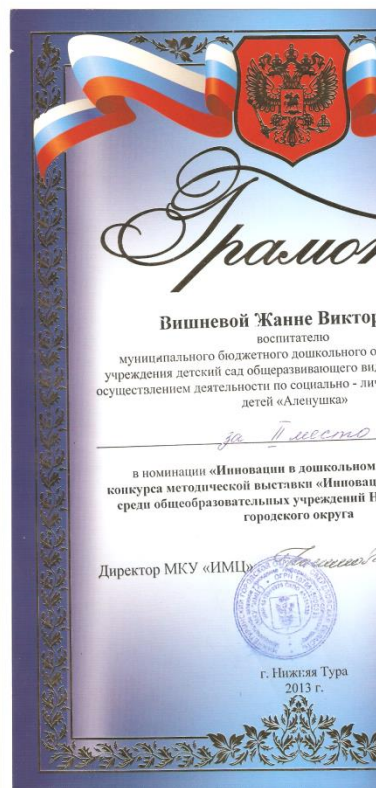 Грамо
Вишневой Жанне Виктор
воспитателю
муниципального бюджетного дошкольного о
учреждения детский сад общеразвивающего ви
осуществлением деятельности по социально - ли
детей «Аленушка»
за II место
в номинации «Инновации в дошкольном
конкурса методической выставки «Инновац
среди общеобразовательных учреждений Н
городского округа
Директор МКУ «ИМЦ»
г. Нижняя Тура
2013 г.